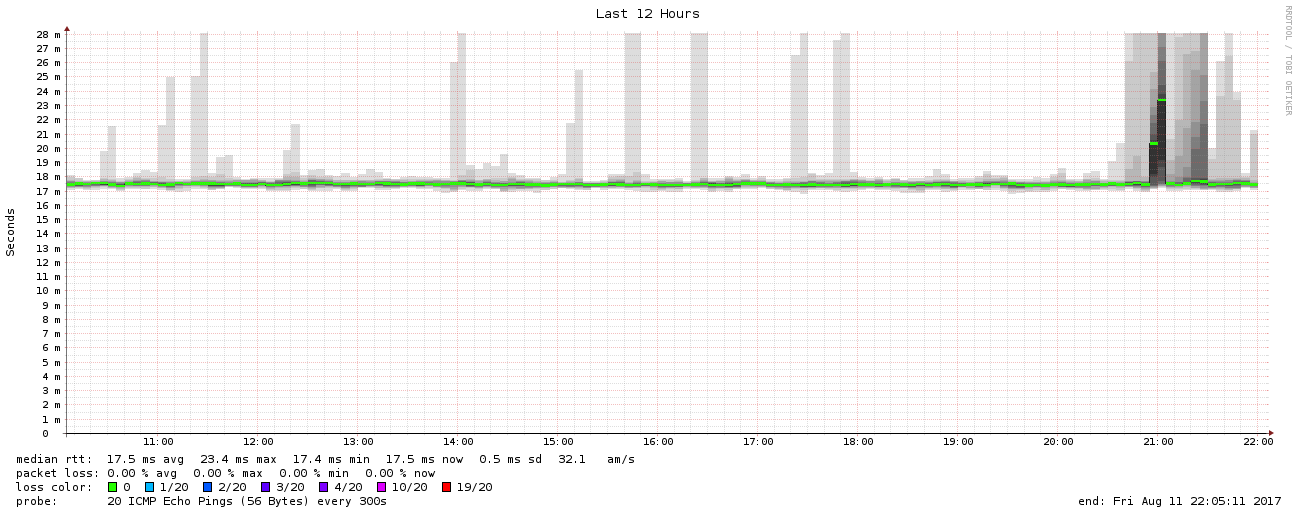 Last 12 Hours
RRDTOOL / TOBI OETIKER
Seconds
28 m
27 m
26 m
25 m
24 m
23 m
22 m
21 m
20 m
19 m
18 m
17 m
16 m
15 m
14 m
13 m
12 m
11 m
10 m
9 m
8 m
7 m
6 m
5 m
4 m
3 m
2 m
1 m
0
11:00 12:00 13:00 14:00 15:00 16:00 17:00 18:00 19:00 20:00 21:00 22:00
median rtt: 17.5 ms avg 23.4 ms max 17.4 ms min 17.5 ms now 0.5 ms sd 32.1 am/s
packet loss: 0.00 % avg 0.00 % max 0.00 % min 0.00 % now
loss color: 0 1/20 2/20 3/20 4/20 10/20 19/20
probe: 20 ICMP Echo Pings (56 Bytes) every 300s
end: Fri Aug 11 22:05:11 2017